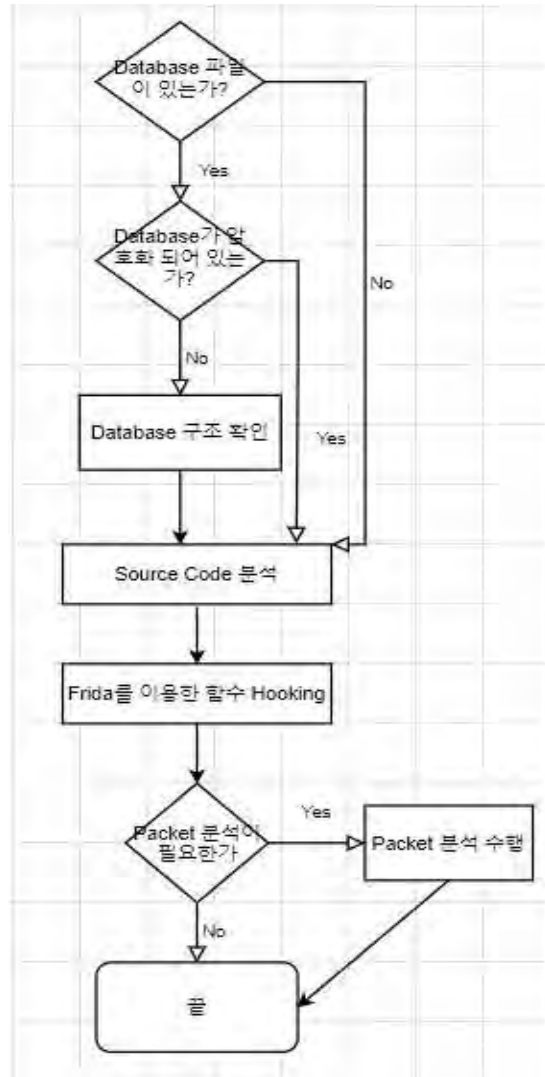 Database 파일
이 있는가?
Yes
Database가 암
호화 되어 있는
가?
No
No
Database 구조 확인
Yes
Source Code 분석
Frida를 이용한 함수 Hooking
Yes
Packet 분석이
필요한가
Packet 분석 수행
No
끝